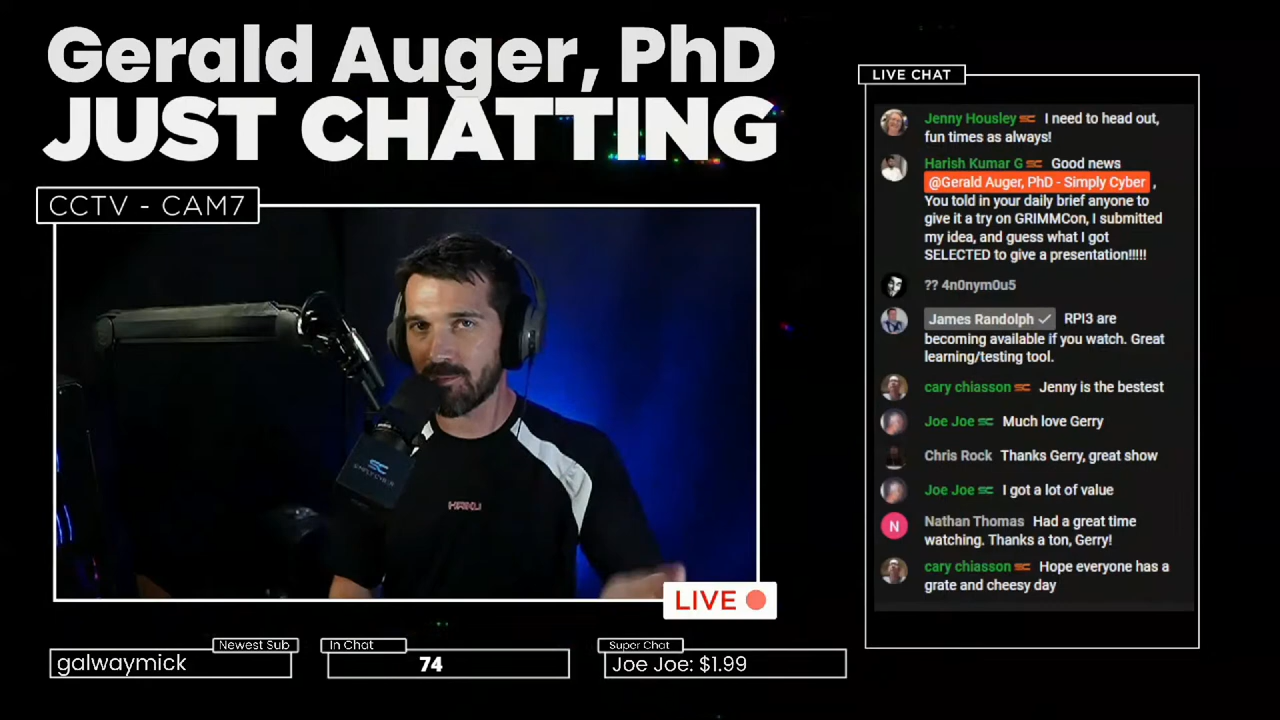 Gerald Auger, PhD
JUST CHATTING
CCTV - CAM7
SIMPLY CYBER
HAIKU
LIVE
Newest Sub
galwaymick
In Chat
74
Super Chat
Joe Joe: $1.99
LIVE CHAT
Jenny Housley I need to head out,
fun times as always!
Harish Kumar G Good news
@Gerald Auger, PhD - Simply Cyber ,
You told in your daily brief anyone to
give it a try on GRIMMCon, I submitted
my idea, and guess what I got
SELECTED to give a presentation!!!!!
?? 4n0nym0u5
James Randolph RPI3 are
becoming available if you watch. Great
learning/testing tool.
cary chiasson Jenny is the bestest
Joe Joe Much love Gerry
Chris Rock Thanks Gerry, great show
Joe Joe I got a lot of value
N
Nathan Thomas Had a great time
watching. Thanks a ton, Gerry!
cary chiasson Hope everyone has a
grate and cheesy day